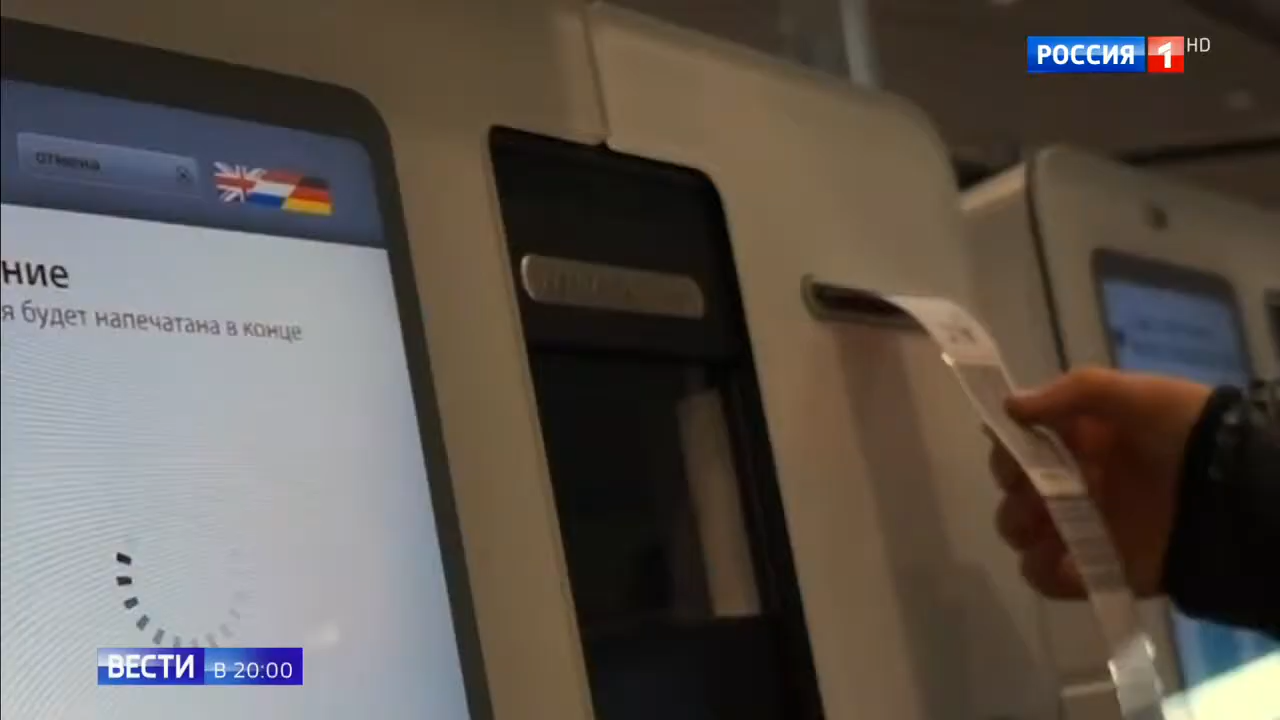 РОССИЯ 1 HD
отмена
ние
я будет напечатана в конце
ВЕСТИ В 20:00